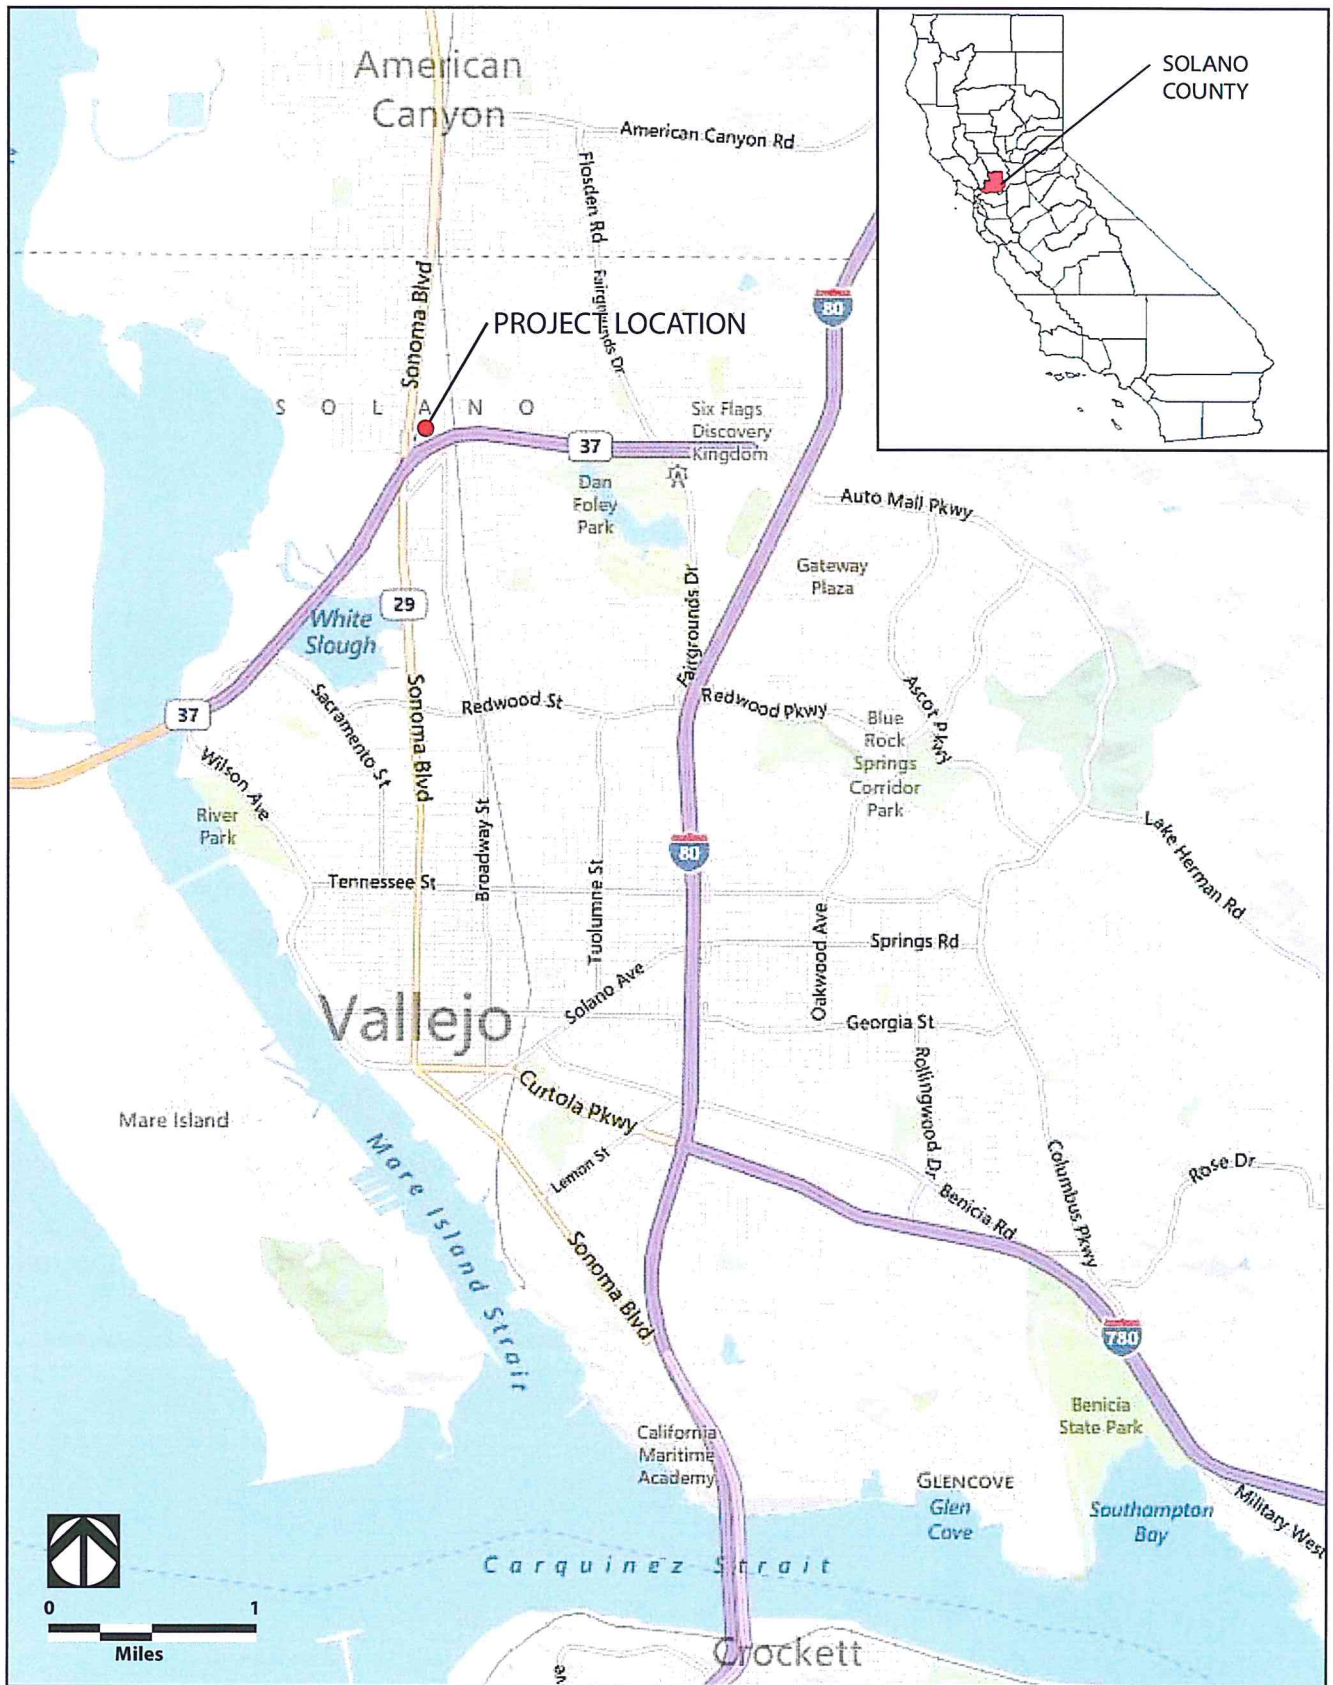 American
Canyon
American Canyon Rd
SOLANO
COUNTY
Flosden Rd
Sonoma Blvd
Fairgrounds Dr
80
PROJECT LOCATION
SOLANO
Six Flags
Discovery
Kingdom
37
Dan
Foley
Park
Auto Mall Pkwy
Gateway
Plaza
Fairgrounds Dr
29
White
Slough
37
Sacramento St
Sonoma Blvd
Redwood St
Redwood Pkwy
Ascot Pkwy
Blue
Rock
Springs
Corridor
Park
Wilson Ave
River
Park
Broadway St
80
Lake Herman Rd
Tennessee St
Tuolumne St
Oakwood Ave
Springs Rd
Vallejo
Solano Ave
Georgia St
Rollingwood Dr
Curtola Pkwy
Mare Island
Mare Island Strait
Lemon St
Benicia Rd
Columbus Pkwy
Rose Dr
Sonoma Blvd
780
Benicia
State Park
California
Maritime
Academy
GLENCOVE
Glen
Cove
Southampton
Bay
Military West
Carquinez Strait
0 1
Miles
Crockett